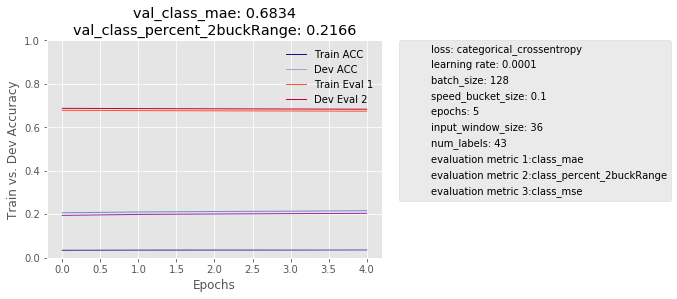 val_class_mae: 0.6834
val_class_percent_2buckRange: 0.2166
Train vs. Dev Accuracy
1.0
0.8
0.6
0.4
0.2
0.0
Train ACC
Dev ACC
Train Eval 1
Dev Eval 2
0.0 0.5 1.0 1.5 2.0 2.5 3.0 3.5 4.0
Epochs
loss: categorical_crossentropy
learning rate: 0.0001
batch_size: 128
speed_bucket_size: 0.1
epochs: 5
input_window_size: 36
num_labels: 43
evaluation metric 1:class_mae
evaluation metric 2:class_percent_2buckRange
evaluation metric 3:class_mse